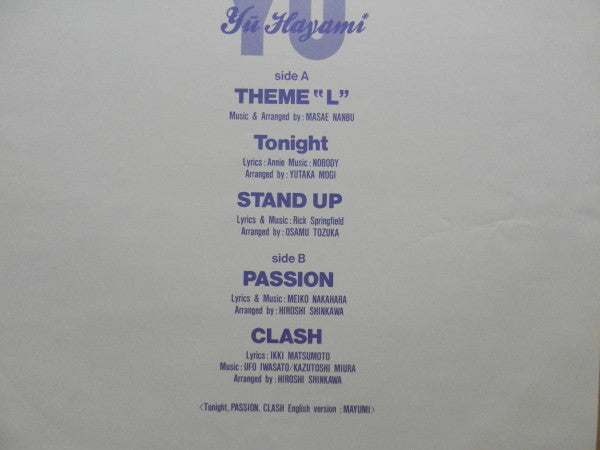 YU
Yū Hayami*
side A
THEME “L”
Music & Arranged by : MASAE NANBU
Tonight
Lyrics : Annie Music : NOBODY
Arranged by : YUTAKA MOGI
STAND UP
Lyrics & Music : Rick Springfield
Arranged by : OSAMU TOZUKA
side B
PASSION
Lyrics & Music : MEIKO NAKAHARA
Arranged by : HIROSHI SHINKAWA
CLASH
Lyrics : IKKI MATSUMOTO
Music : UFO IWASATO/KAZUTOSHI MIURA
Arranged by : HIROSHI SHINKAWA
<Tonight, PASSION, CLASH English version : MAYUMI>